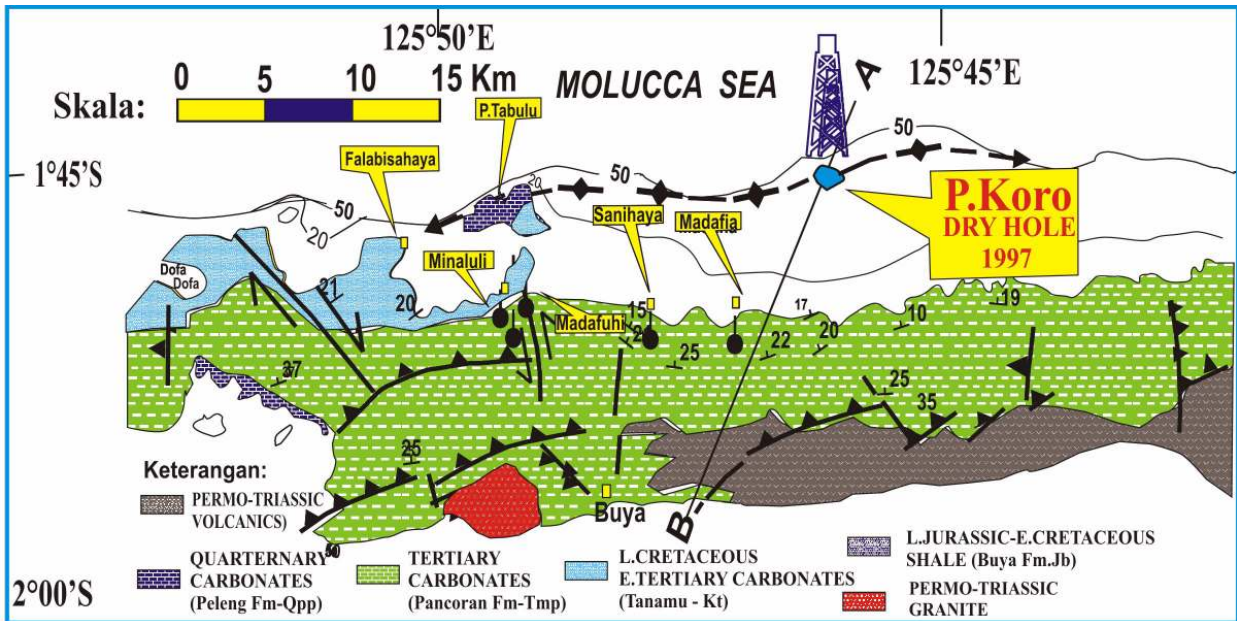 125°50'E
125°45'E
0 5 10 15 Km
Skala:
MOLUCCA SEA
A
P.Tabulu
Falabisahaya
1°45'S
50
50
50
20
20
P.Koro
DRY HOLE
1997
Sanihaya
Madafia
Minaluli
Dofa
Dofa
21
20
Madafuhi
15
17
19
10
20
22
25
37
25
35
25
Keterangan:
Buya
B
PERMO-TRIASSIC
VOLCANICS)
QUARTERNARY
CARBONATES
(Peleng Fm-Qpp)
TERTIARY
CARBONATES
(Pancoran Fm-Tmp)
L.CRETACEOUS
E.TERTIARY CARBONATES
(Tanamu - Kt)
L.JURASSIC-E.CRETACEOUS
SHALE (Buya Fm.Jb)
PERMO-TRIASSIC
GRANITE
2°00'S